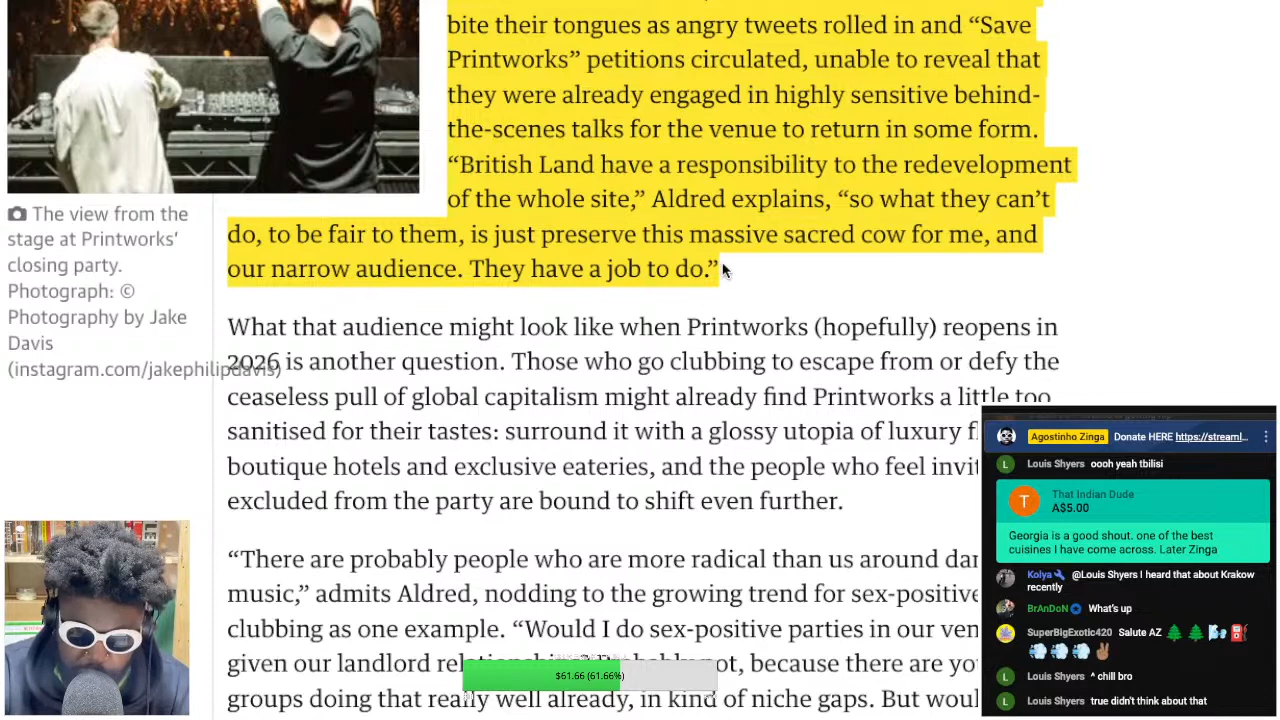 bite their tongues as angry tweets rolled in and “Save
Printworks” petitions circulated, unable to reveal that
they were already engaged in highly sensitive behind-
the-scenes talks for the venue to return in some form.
“British Land have a responsibility to the redevelopment
of the whole site,” Aldred explains, “so what they can’t
do, to be fair to them, is just preserve this massive sacred cow for me, and
our narrow audience. They have a job to do.”
The view from the
stage at Printworks’
closing party.
Photograph: ©
Photography by Jake
Davis
(instagram.com/jakephilipdavis)
What that audience might look like when Printworks (hopefully) reopens in
2026 is another question. Those who go clubbing to escape from or defy the
ceaseless pull of global capitalism might already find Printworks a little too
sanitised for their tastes: surround it with a glossy utopia of luxury f
boutique hotels and exclusive eateries, and the people who feel invit
excluded from the party are bound to shift even further.
“There are probably people who are more radical than us around dan
music,” admits Aldred, nodding to the growing trend for sex-positive
clubbing as one example. “Would I do sex-positive parties in our ven
given our landlord not, because there are you
groups doing that really well already, in kind of niche gaps. But woul
$61.66 (61.66%)
Agostinho Zinga Donate HERE https://streaml...
Louis Shyers oooh yeah tbilisi
That Indian Dude
A$5.00
Georgia is a good shout. one of the best
cuisines I have come across. Later Zinga
Kolya @Louis Shyers I heard that about Krakow
recently
BrAnDoN What's up
SuperBigExotic420 Salute AZ
Louis Shyers ^ chill bro
Louis Shyers true didn't think about that